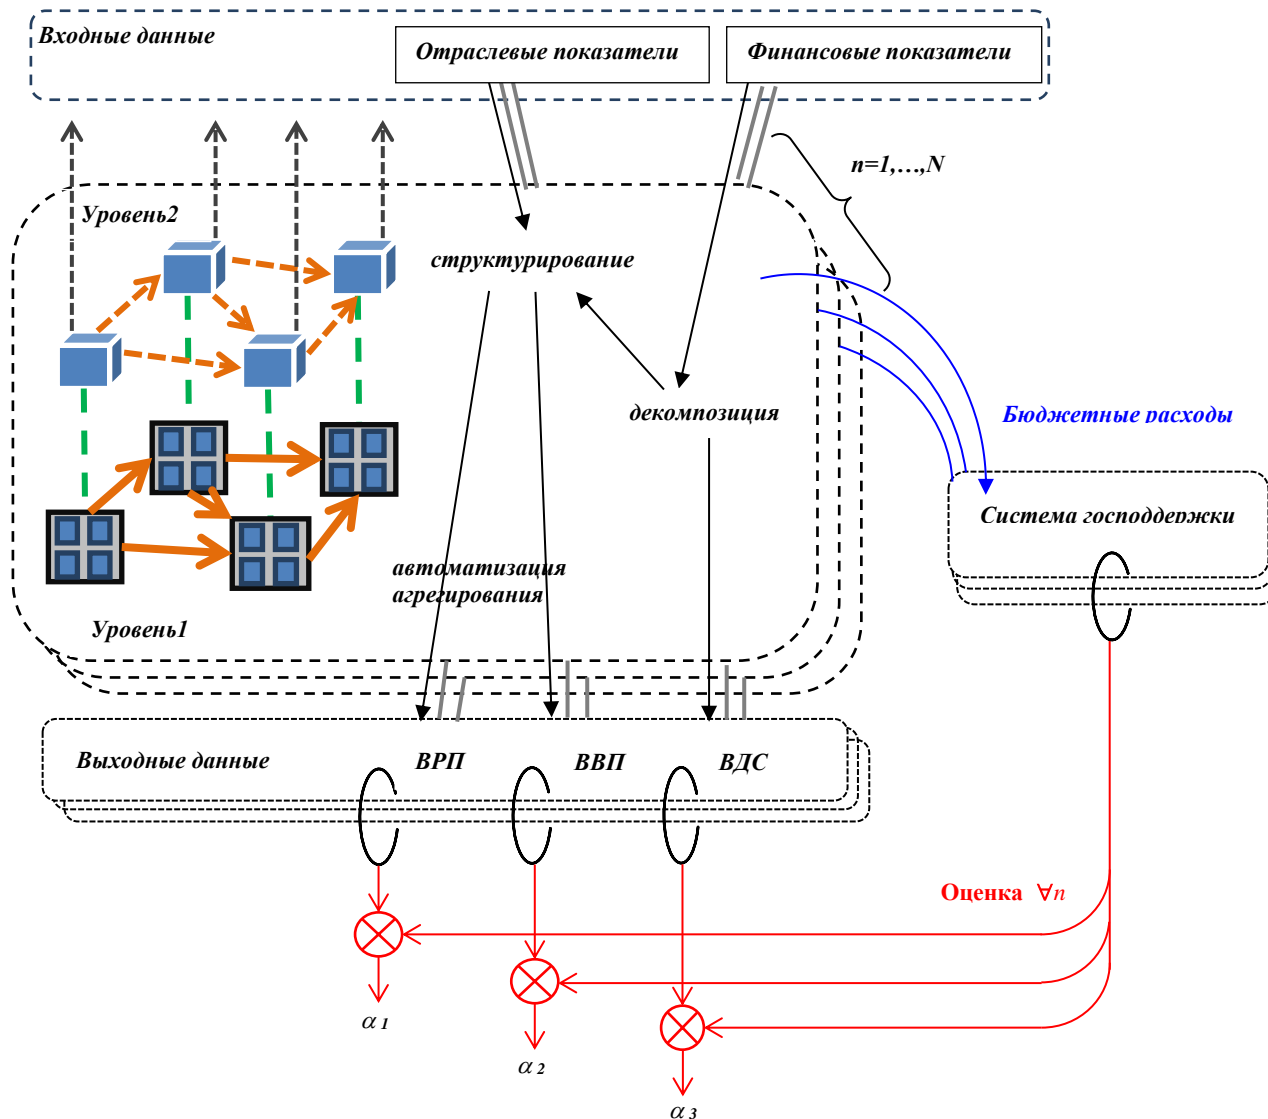 Входные данные
Отраслевые показатели
Финансовые показатели
n=1,…,N
Уровень2
структурирование
декомпозиция
Бюджетные расходы
Система господдержки
автоматизация
агрегирования
Уровень1
Выходные данные
ВРП
ВВП
ВДС
Оценка ∀n
α 1
α 2
α 3